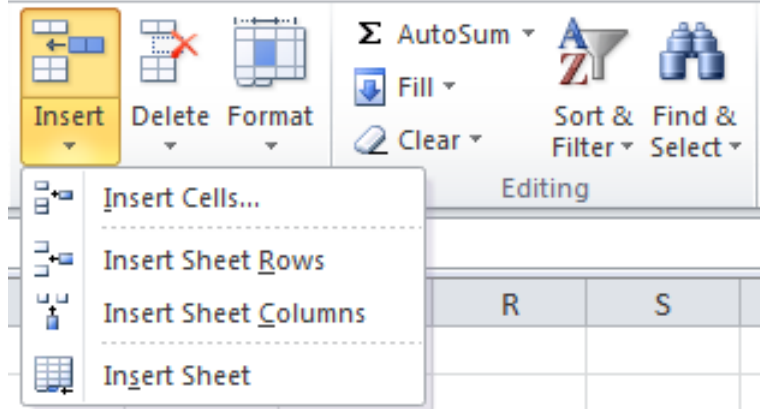 Insert
Delete
Format
Σ AutoSum
Fill
Clear
Sort &
Filter
Find &
Select
Editing
Insert Cells...
Insert Sheet Rows
Insert Sheet Columns
Insert Sheet
R
S